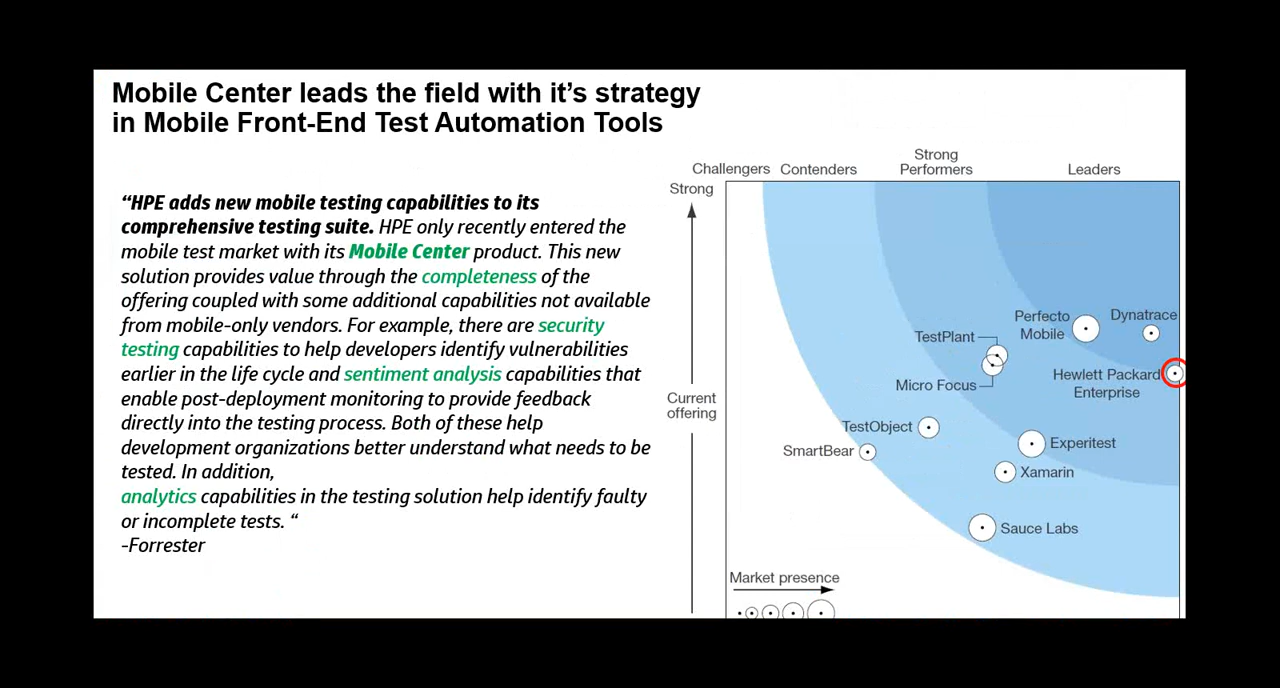 Mobile Center leads the field with it’s strategy
in Mobile Front-End Test Automation Tools
“HPE adds new mobile testing capabilities to its
comprehensive testing suite. HPE only recently entered the
mobile test market with its Mobile Center product. This new
solution provides value through the completeness of the
offering coupled with some additional capabilities not available
from mobile-only vendors. For example, there are security
testing capabilities to help developers identify vulnerabilities
earlier in the life cycle and sentiment analysis capabilities that
enable post-deployment monitoring to provide feedback
directly into the testing process. Both of these help
development organizations better understand what needs to be
tested. In addition,
analytics capabilities in the testing solution help identify faulty
or incomplete tests. “
-Forrester
Challengers
Contenders
Strong
Performers
Leaders
Strong
Current
offering
Perfecto
Mobile
Dynatrace
TestPlant
Micro Focus
Hewlett Packard
Enterprise
TestObject
SmartBear
Experitest
Xamarin
Sauce Labs
Market presence